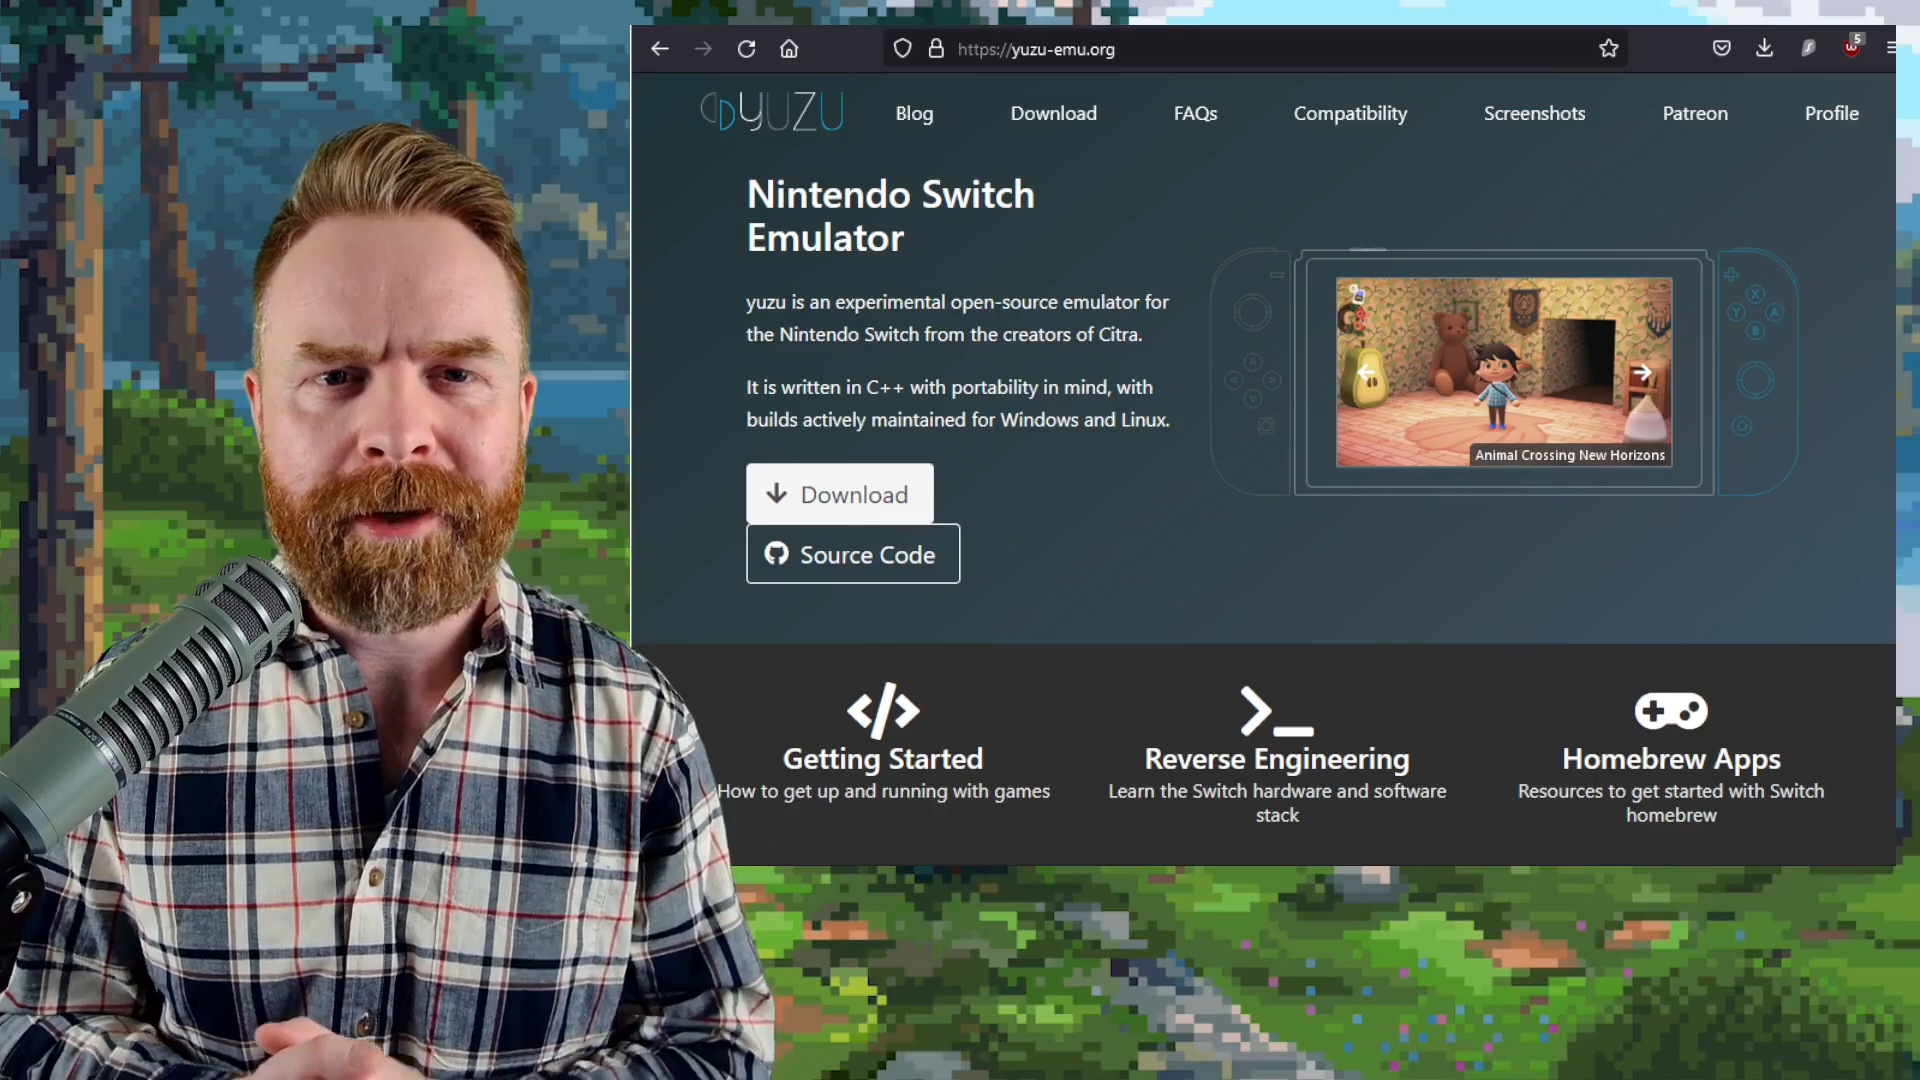 https://yuzu-emu.org
5
YUZU Blog Download FAQs Compatibility Screenshots Patreon Profile
Nintendo Switch
Emulator
yuzu is an experimental open-source emulator for
the Nintendo Switch from the creators of Citra.
It is written in C++ with portability in mind, with
builds actively maintained for Windows and Linux.
Download
Source Code
X
Y A
B
Animal Crossing New Horizons
Getting Started
How to get up and running with games
Reverse Engineering
Learn the Switch hardware and software
stack
Homebrew Apps
Resources to get started with Switch
homebrew